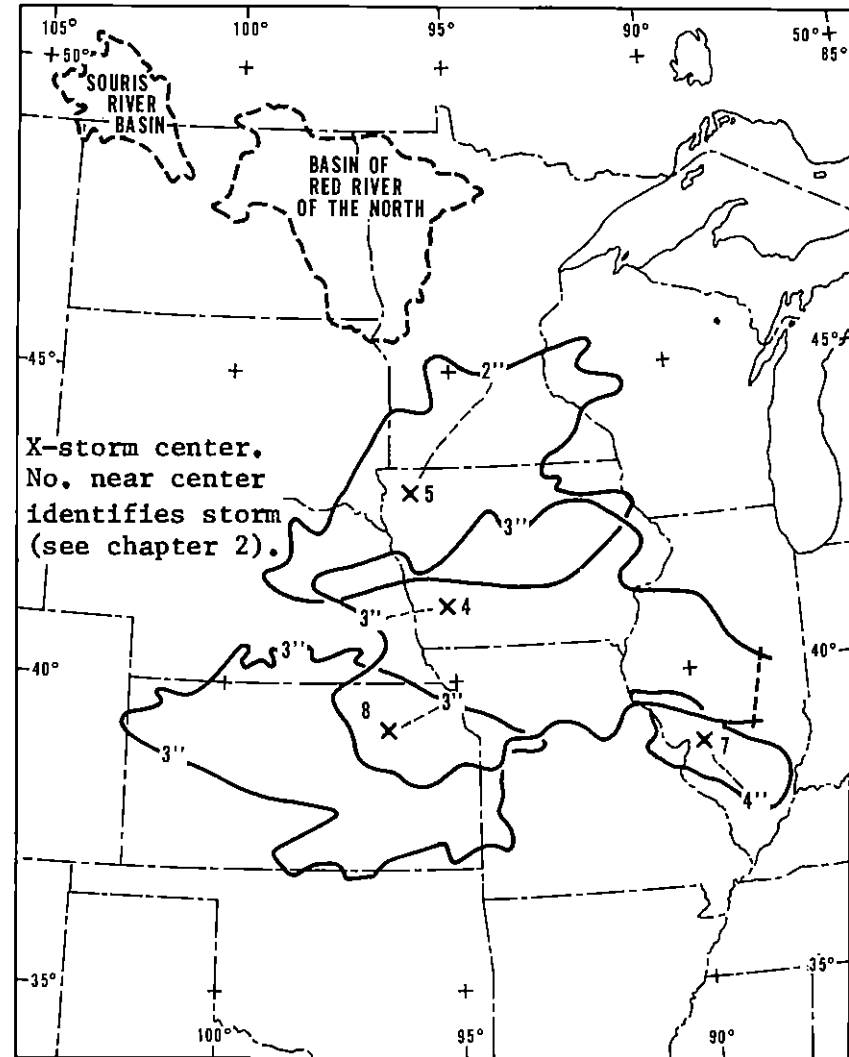 105°
100°
95°
90°
50°
85°
50°
SOURIS
RIVER
BASIN
BASIN OF
RED RIVER
OF THE NORTH
45°
45°
2"
X-storm center.
No. near center
identifies storm
(see chapter 2).
5
3"
3"
4
40°
3"
3"
40°
8
7
3"
4"
35°
35°
100°
95°
90°